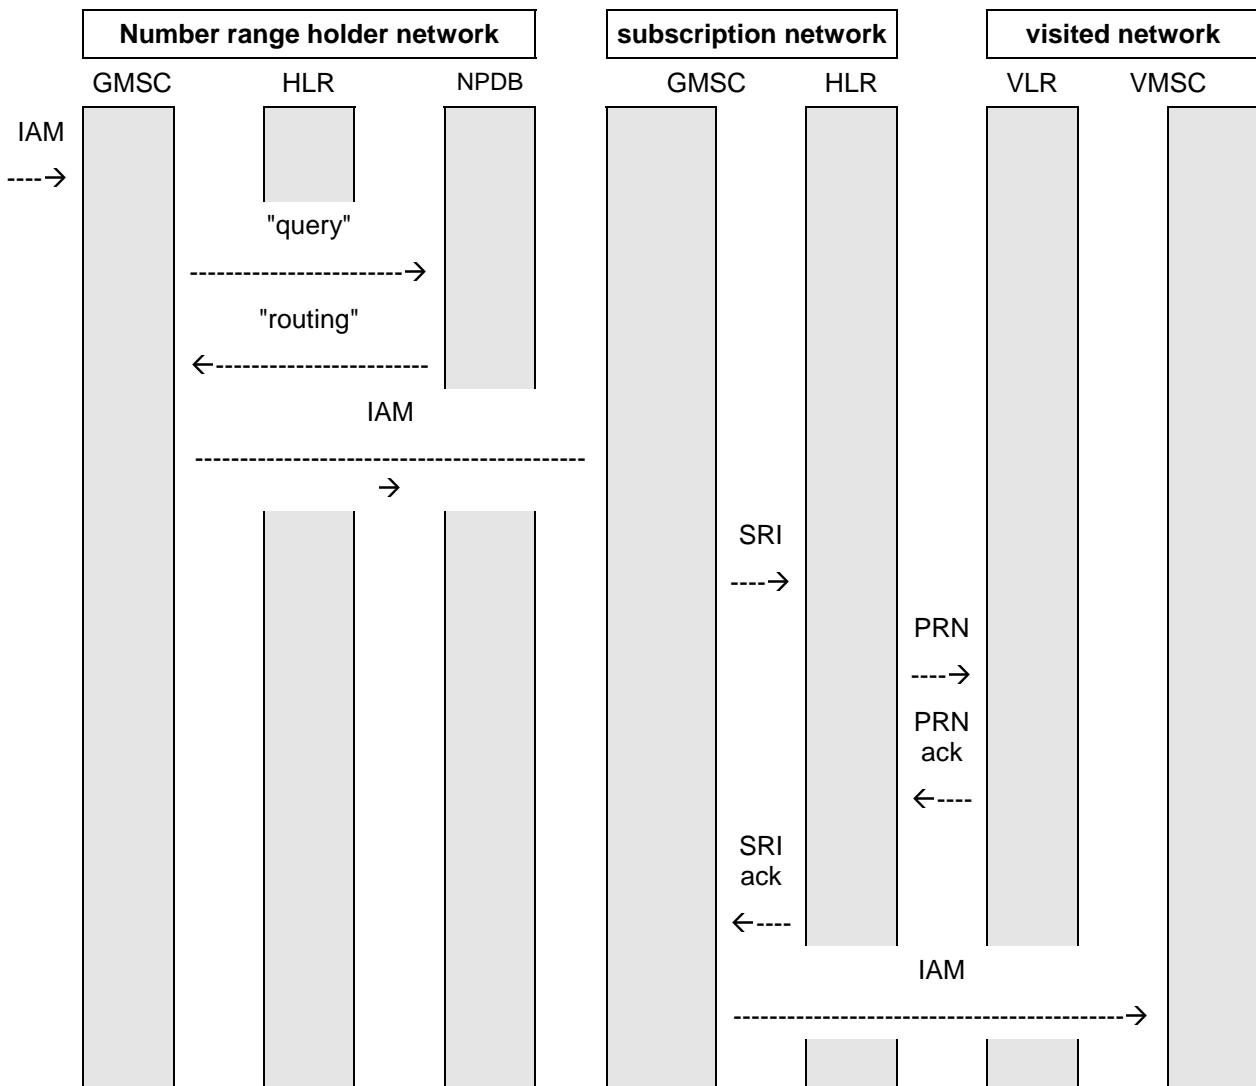 Number range holder network subscription network visited network
GMSC HLR NPDB GMSC HLR VLR VMSC
IAM
----→
"query"
------------------------→
"routing"
←------------------------
IAM
--------------------------------------------
→
SRI
----→
PRN
----→
PRN
ack
←----
SRI
ack
←----
IAM
--------------------------------------------→